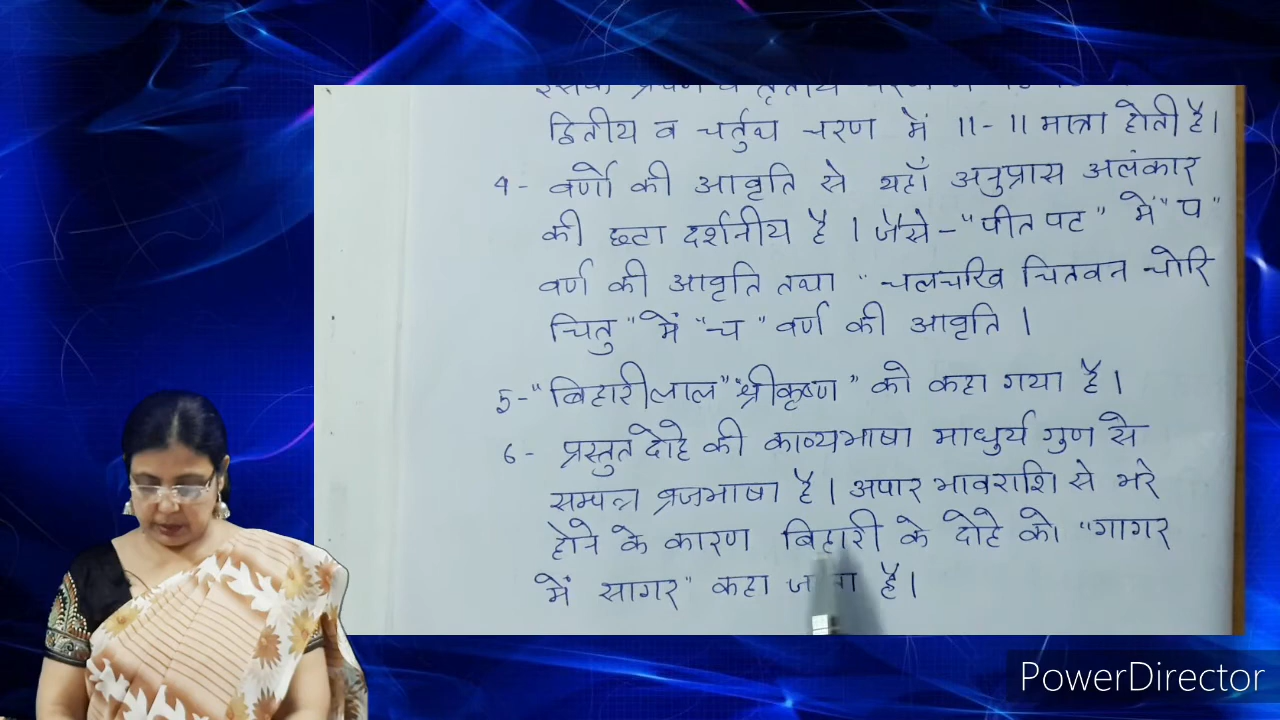 द्वितीय व चर्तुथ चरण में 11-11 मात्रा होती है।
4- वर्णो की आवृति से यहाँ अनुप्रास अलंकार
की छटा दर्शनीय है । जैसे - "पीत पट" में "प"
वर्ण की आवृति तथा "चलचखि चितवन चोरि
चितु" में "च" वर्ण की आवृति ।
5- "बिहारीलाल" "श्रीकृष्ण" को कहा गया है।
6- प्रस्तुत दोहे की काव्यभाषा माधुर्य गुण से
सम्पन्न ब्रजभाषा है । अपार भावराशि से भरे
होने के कारण बिहारी के दोहे को "गागर
में सागर" कहा है।
PowerDirector